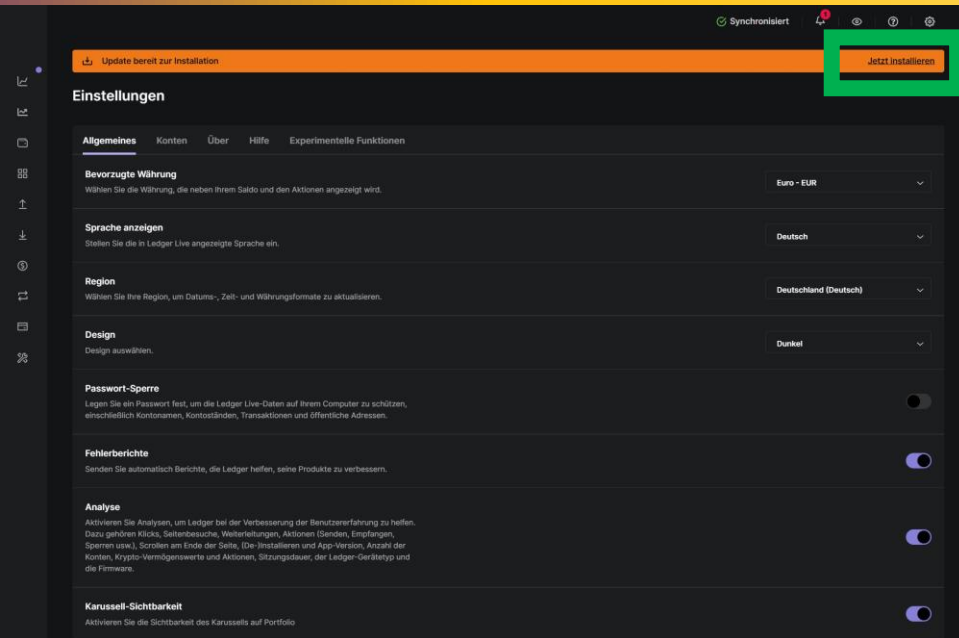 Synchronisiert
1
Update bereit zur Installation
Jetzt installieren
Einstellungen
Allgemeines Konten Über Hilfe Experimentelle Funktionen
Bevorzugte Währung
Wählen Sie die Währung, die neben Ihrem Saldo und den Aktionen angezeigt wird.
Euro - EUR
Sprache anzeigen
Stellen Sie die in Ledger Live angezeigte Sprache ein.
Deutsch
Region
Wählen Sie Ihre Region, um Datums-, Zeit- und Währungsformate zu aktualisieren.
Deutschland (Deutsch)
Design
Design auswählen.
Dunkel
Passwort-Sperre
Legen Sie ein Passwort fest, um die Ledger Live-Daten auf Ihrem Computer zu schützen,
einschließlich Kontonamen, Kontoständen, Transaktionen und öffentliche Adressen.
Fehlerberichte
Senden Sie automatisch Berichte, die Ledger helfen, seine Produkte zu verbessern.
Analyse
Aktivieren Sie Analysen, um Ledger bei der Verbesserung der Benutzererfahrung zu helfen.
Dazu gehören Klicks, Seitenbesuche, Weiterleitungen, Aktionen (Senden, Empfangen,
Sperren usw.), Scrollen am Ende der Seite, (De-)Installieren und App-Version, Anzahl der
Konten, Krypto-Vermögenswerte und Aktionen, Sitzungsdauer, der Ledger-Gerätetyp und
die Firmware.
Karussell-Sichtbarkeit
Aktivieren Sie die Sichtbarkeit des Karussells auf Portfolio